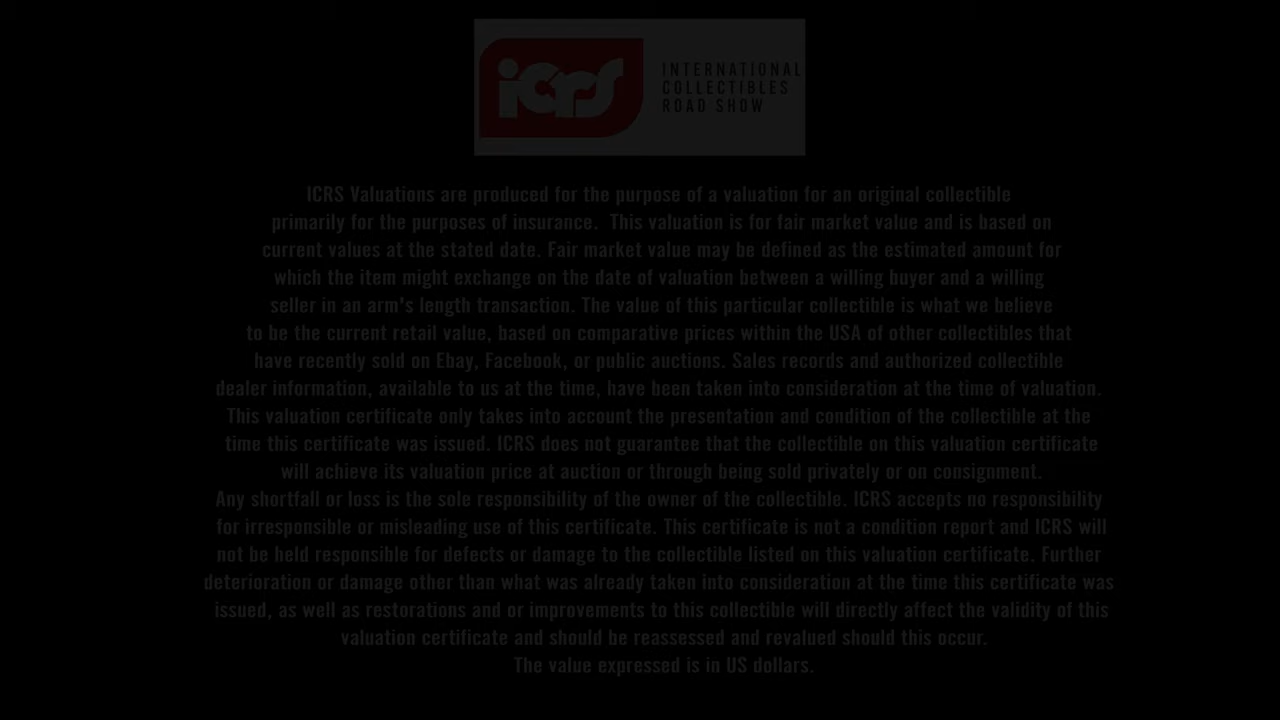 icrs
INTERNATIONAL
COLLECTIBLES
ROAD SHOW
ICRS Valuations are produced for the purpose of a valuation for an original collectible
primarily for the purposes of insurance.  This valuation is for fair market value and is based on
current values at the stated date. Fair market value may be defined as the estimated amount for
which the item might exchange on the date of valuation between a willing buyer and a willing
seller in an arm's length transaction. The value of this particular collectible is what we believe
to be the current retail value, based on comparative prices within the USA of other collectibles that
have recently sold on Ebay, Facebook, or public auctions. Sales records and authorized collectible
dealer information, available to us at the time, have been taken into consideration at the time of valuation.
This valuation certificate only takes into account the presentation and condition of the collectible at the
time this certificate was issued. ICRS does not guarantee that the collectible on this valuation certificate
will achieve its valuation price at auction or through being sold privately or on consignment.
Any shortfall or loss is the sole responsibility of the owner of the collectible. ICRS accepts no responsibility
for irresponsible or misleading use of this certificate. This certificate is not a condition report and ICRS will
not be held responsible for defects or damage to the collectible listed on this valuation certificate. Further
deterioration or damage other than what was already taken into consideration at the time this certificate was
issued, as well as restorations and or improvements to this collectible will directly affect the validity of this
valuation certificate and should be reassessed and revalued should this occur.
The value expressed is in US dollars.